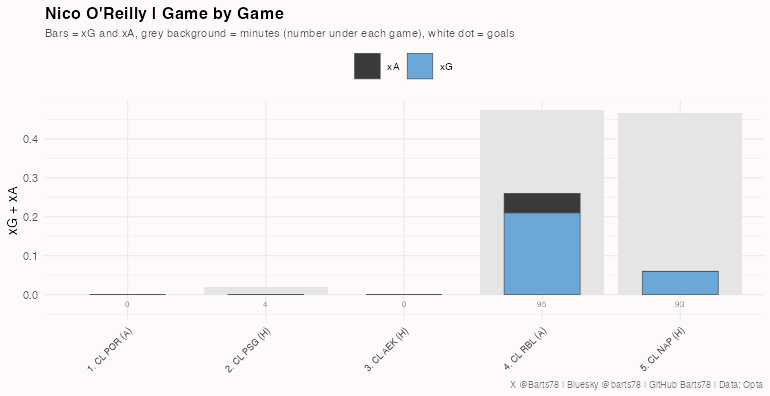 Nico O'Reilly | Game by Game
Bars = xG and xA, grey background = minutes (number under each game), white dot = goals
xA xG
xG + xA
0.4
0.3
0.2
0.1
0.0
0 4 0 95 93
1. CL POR (A) 2. CL PSG (H) 3. CL AEK (H) 4. CL RBL (A) 5. CL NAP (H)
X @Barts78 | Bluesky @barts78 | GitHub Barts78 | Data: Opta